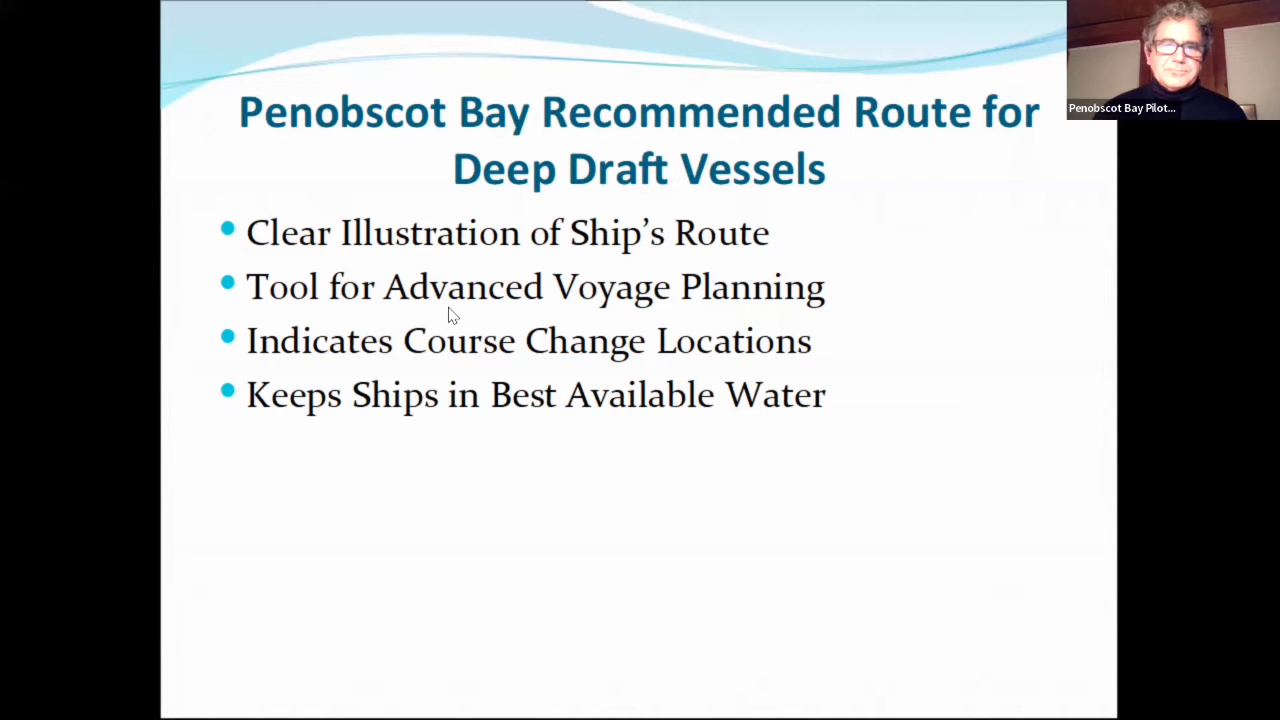 Penobscot Bay Recommended Route for
Deep Draft Vessels
Penobscot Bay Pilot...
• Clear Illustration of Ship’s Route
• Tool for Advanced Voyage Planning
• Indicates Course Change Locations
• Keeps Ships in Best Available Water